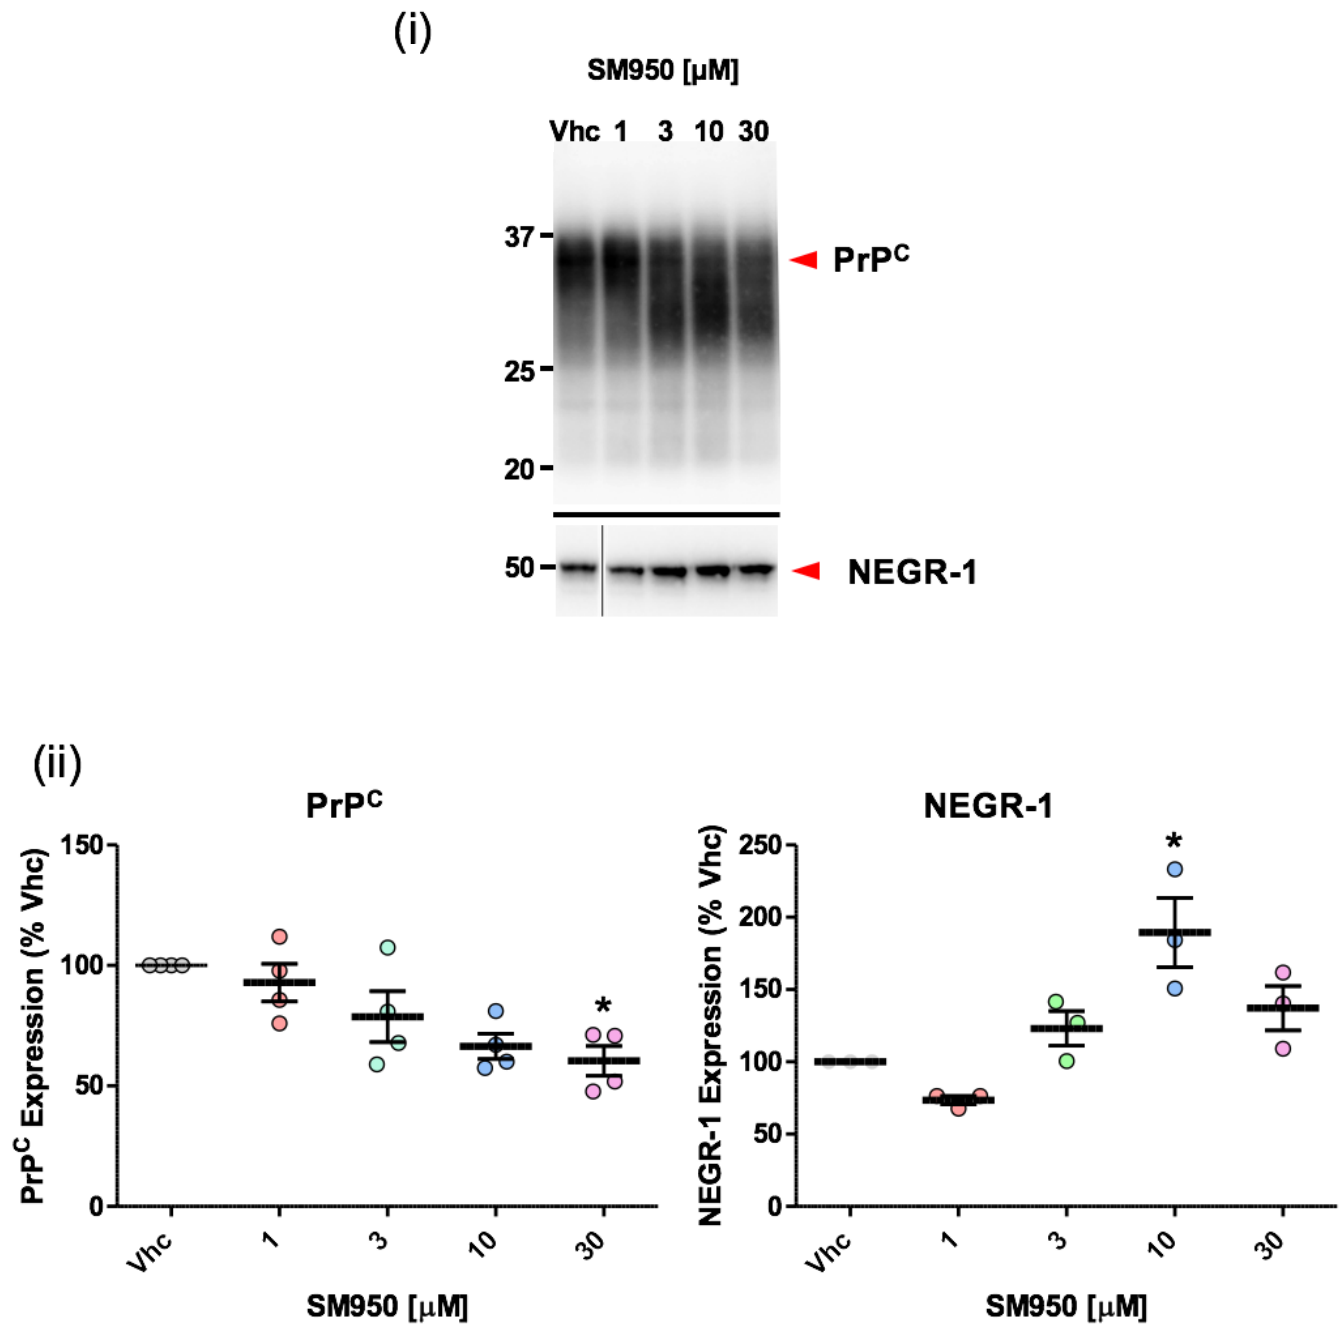 (i)
SM950 [µM]
Vhc 1 3 10 30
37
PrPC
25
20
50
NEGR-1
(ii)
PrPC
PrPC Expression (% Vhc)
150
100
50
0
*
Vhc 1 3 10 30
SM950 [µM]
NEGR-1
NEGR-1 Expression (% Vhc)
250
200
150
100
50
0
*
Vhc 1 3 10 30
SM950 [µM]